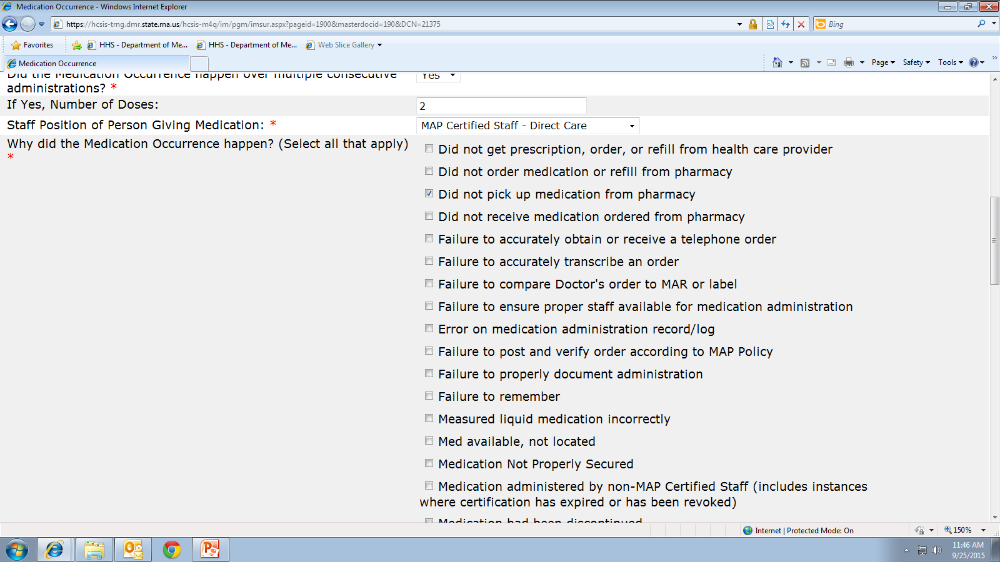 Medication Occurrence - Windows Internet Explorer
https://hcsis-trng.dmr.state.ma.us/hcsis-m4q/im/pgm/imsur.aspx?pageid=1900&masterdocid=190&DCN=21375
Bing
Favorites
HHS - Department of Me...
HHS - Department of Me...
Web Slice Gallery
Medication Occurrence
Page
Safety
Tools
Did the Medication Occurrence happen over multiple consecutive
administrations? *
Yes
If Yes, Number of Doses:
2
Staff Position of Person Giving Medication: *
MAP Certified Staff - Direct Care
Why did the Medication Occurrence happen? (Select all that apply)
*
Did not get prescription, order, or refill from health care provider
Did not order medication or refill from pharmacy
Did not pick up medication from pharmacy
Did not receive medication ordered from pharmacy
Failure to accurately obtain or receive a telephone order
Failure to accurately transcribe an order
Failure to compare Doctor's order to MAR or label
Failure to ensure proper staff available for medication administration
Error on medication administration record/log
Failure to post and verify order according to MAP Policy
Failure to properly document administration
Failure to remember
Measured liquid medication incorrectly
Med available, not located
Medication Not Properly Secured
Medication administered by non-MAP Certified Staff (includes instances
where certification has expired or has been revoked)
Medication had been discontinued
Internet | Protected Mode: On
150%
11:46 AM
9/25/2015